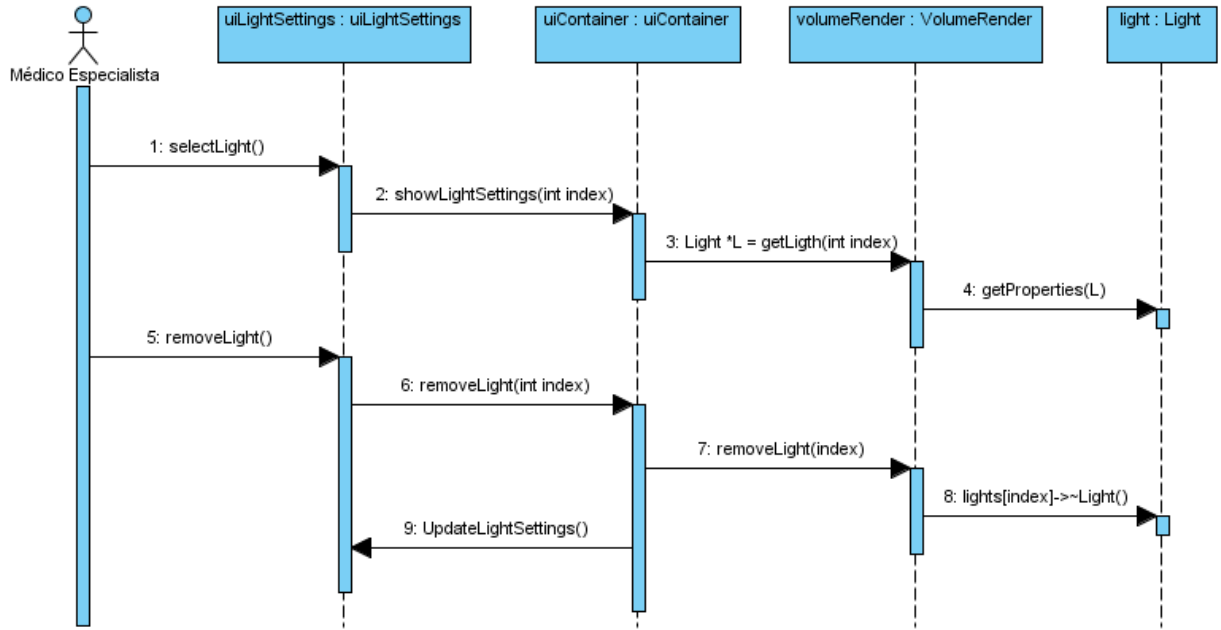 uiLightSettings : uiLightSettings
uiContainer : uiContainer
volumeRender : VolumeRender
light : Light
Médico Especialista
1: selectLight()
2: showLightSettings(int index)
3: Light *L = getLigth(int index)
4: getProperties(L)
5: removeLight()
6: removeLight(int index)
7: removeLight(index)
8: lights[index]->~Light()
9: UpdateLightSettings()